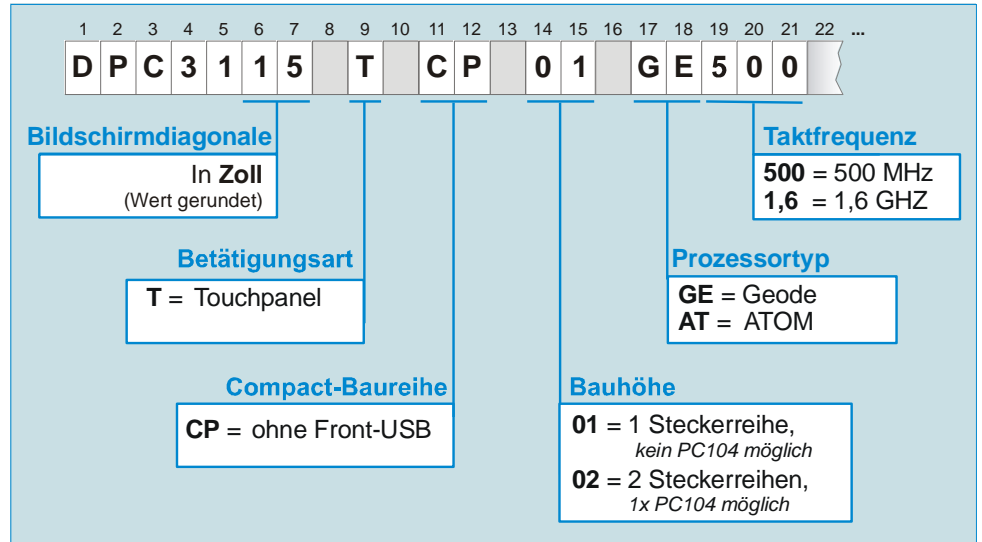 1 2 3 4 5 6 7 8 9 10 11 12 13 14 15 16 17 18 19 20 21 22 ...
D P C 3 1 1 5 T C P 0 1 G E 5 0 0
Bildschirmdiagonale
In Zoll
(Wert gerundet)
Taktfrequenz
500 = 500 MHz
1,6 = 1,6 GHZ
Betätigungsart
T = Touchpanel
Prozessortyp
GE = Geode
AT = ATOM
Compact-Baureihe
CP = ohne Front-USB
Bauhöhe
01 = 1 Steckerreihe,
kein PC104 möglich
02 = 2 Steckerreihen,
1x PC104 möglich